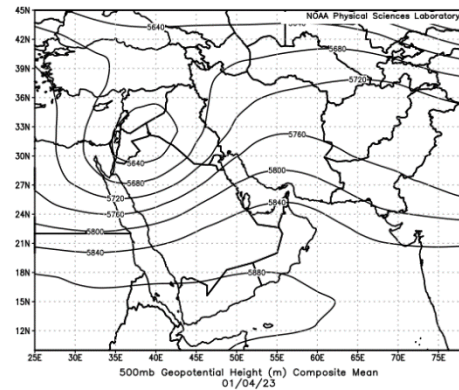 NOAA Physical Sciences Laboratory
45N
42N
39N
36N
33N
30N
27N
24N
21N
18N
15N
12N
5640
5640
5680
5720
5760
5800
5840
5640
5680
5720
5760
5800
5840
5880
25E 30E 35E 40E 45E 50E 55E 60E 65E 70E 75E
500mb Geopotential Height (m) Composite Mean
01/04/23